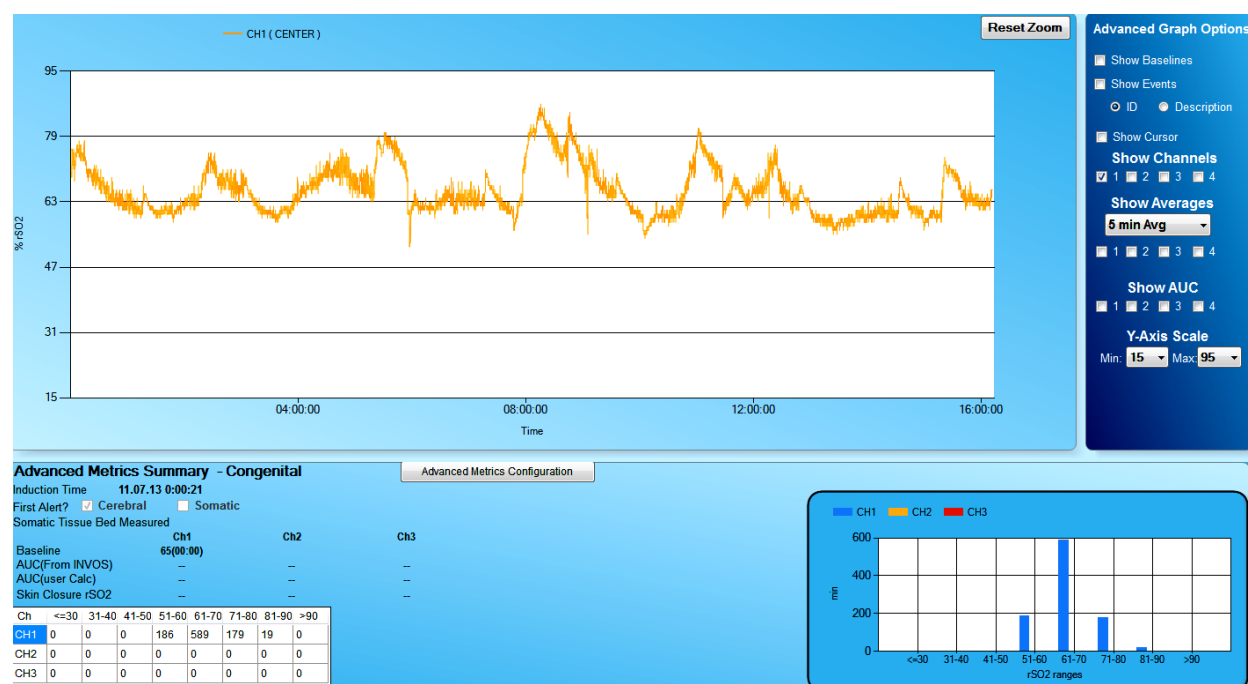 CH1 ( CENTER )
Reset Zoom
95
79
63
47
31
15
% rSO2
04:00:00
08:00:00
12:00:00
16:00:00
Time
Advanced Graph Options
Show Baselines
Show Events
ID Description
Show Cursor
Show Channels
1 2 3 4
Show Averages
5 min Avg
1 2 3 4
Show AUC
1 2 3 4
Y-Axis Scale
Min: 15 Max: 95
Advanced Metrics Summary - Congenital
Advanced Metrics Configuration
Induction Time 11.07.13 0:00:21
First Alert? Cerebral Somatic
Somatic Tissue Bed Measured
Ch1 Ch2 Ch3
Baseline 65(00:00)
AUC(From INVOS) -- -- --
AUC(user Calc) -- -- --
Skin Closure rSO2 -- -- --
Ch <=30 31-40 41-50 51-60 61-70 71-80 81-90 >90
CH1 0 0 0 186 589 179 19 0
CH2 0 0 0 0 0 0 0 0
CH3 0 0 0 0 0 0 0 0
CH1 CH2 CH3
600
400
200
0
min
<=30 31-40 41-50 51-60 61-70 71-80 81-90 >90
rSO2 ranges